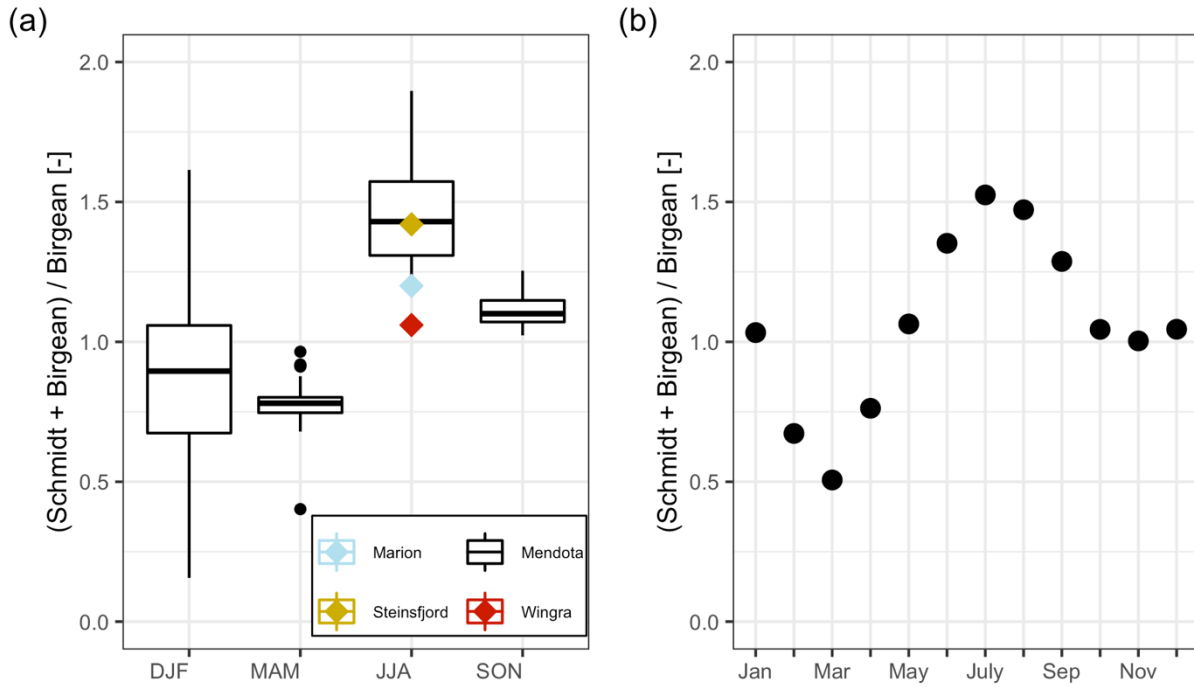 (a)
(Schmidt + Birgean) / Birgean [-]
2.0
1.5
1.0
0.5
0.0
DJF MAM JJA SON
Marion Mendota
Steinsfjord Wingra
(b)
(Schmidt + Birgean) / Birgean [-]
2.0
1.5
1.0
0.5
0.0
Jan Mar May July Sep Nov